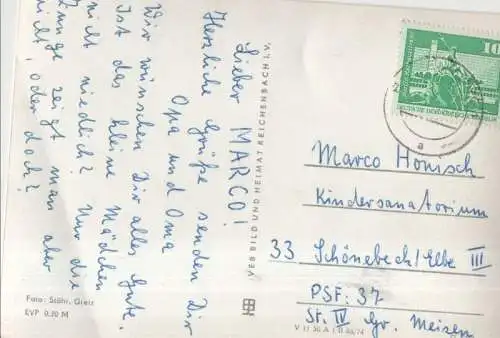 Lieber MARCO!
Herzliche Grüße senden Dir
Opa und Oma
Wir wünschen Dir alles Gute.
Ist das kleine Mädchen
nicht niedlich? Nur die
Zunge zeigt man aber
nicht, oder doch?
Foto: Stöhr, Greiz
EVP 0,20 M
VEB BILD UND HEIMAT REICHENBACH I. V.
10
Marco Honisch
Kindersanatorium
33 Schönebeck/Elbe III
PSF: 37
St. IV Gr. Meisen